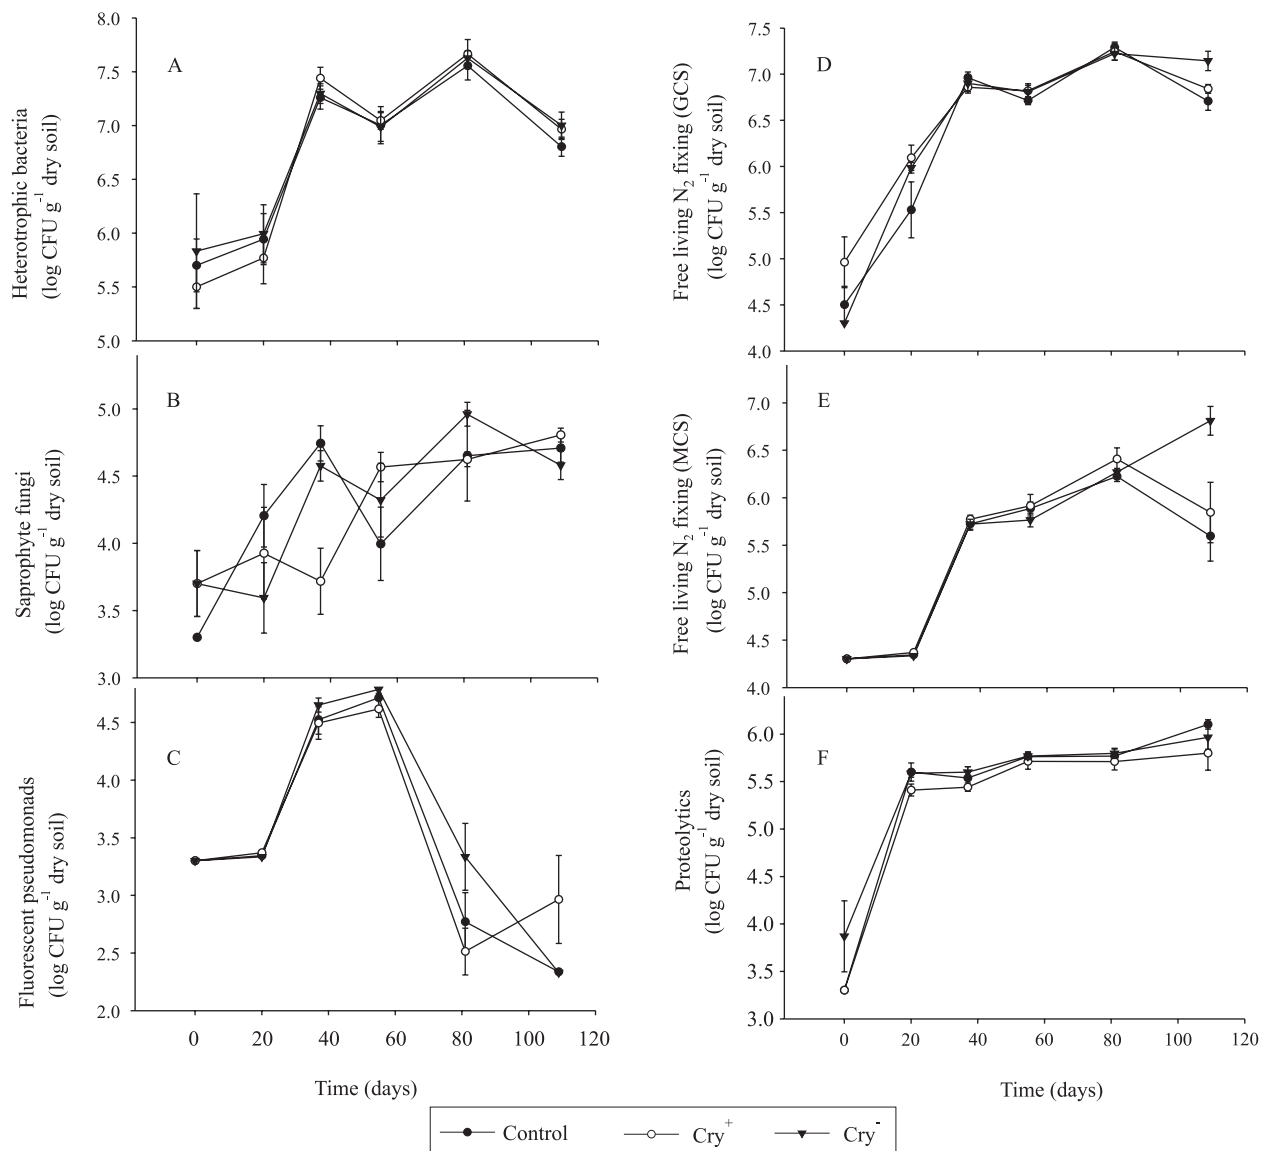 A
Heterotrophic bacteria
(log CFU g-1 dry soil)
8.0
7.5
7.0
6.5
6.0
5.5
5.0
B
Saprophyte fungi
(log CFU g-1 dry soil)
5.0
4.5
4.0
3.5
3.0
C
Fluorescent pseudomonads
(log CFU g-1 dry soil)
4.5
4.0
3.5
3.0
2.5
2.0
0 20 40 60 80 100 120
Time (days)
D
Free living N2 fixing (GCS)
(log CFU g-1 dry soil)
7.5
7.0
6.5
6.0
5.5
5.0
4.5
4.0
E
Free living N2 fixing (MCS)
(log CFU g-1 dry soil)
7.0
6.5
6.0
5.5
4.5
4.0
F
Proteolytics
(log CFU g-1 dry soil)
6.0
5.5
5.0
4.5
4.0
3.5
3.0
0 20 40 60 80 100 120
Time (days)
Control Cry+ Cry-